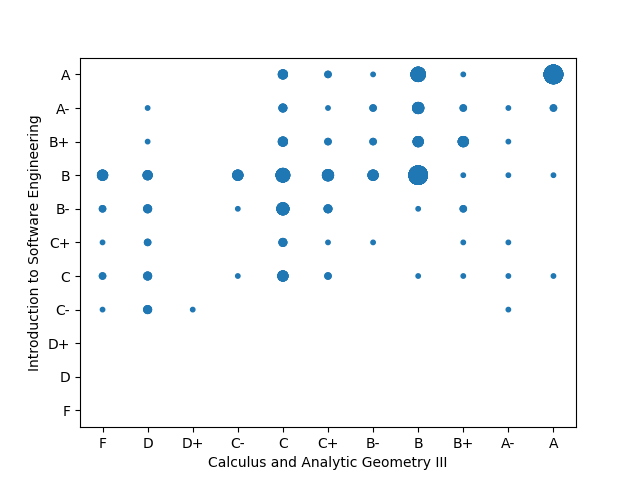 A
A-
B+
B
B-
C+
C
C-
D+
D
F
Introduction to Software Engineering
F D D+ C- C C+ B- B B+ A- A
Calculus and Analytic Geometry III